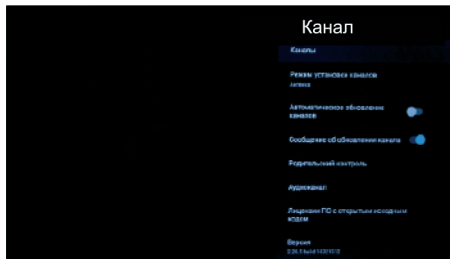 Канал
Каналы
Режим установки каналов
Антенна
Автоматическое обновление
каналов
Сообщение об обновлении канала
Родительский контроль
Аудиоканал
Лицензии ПО с открытым исходным
кодом
Версия